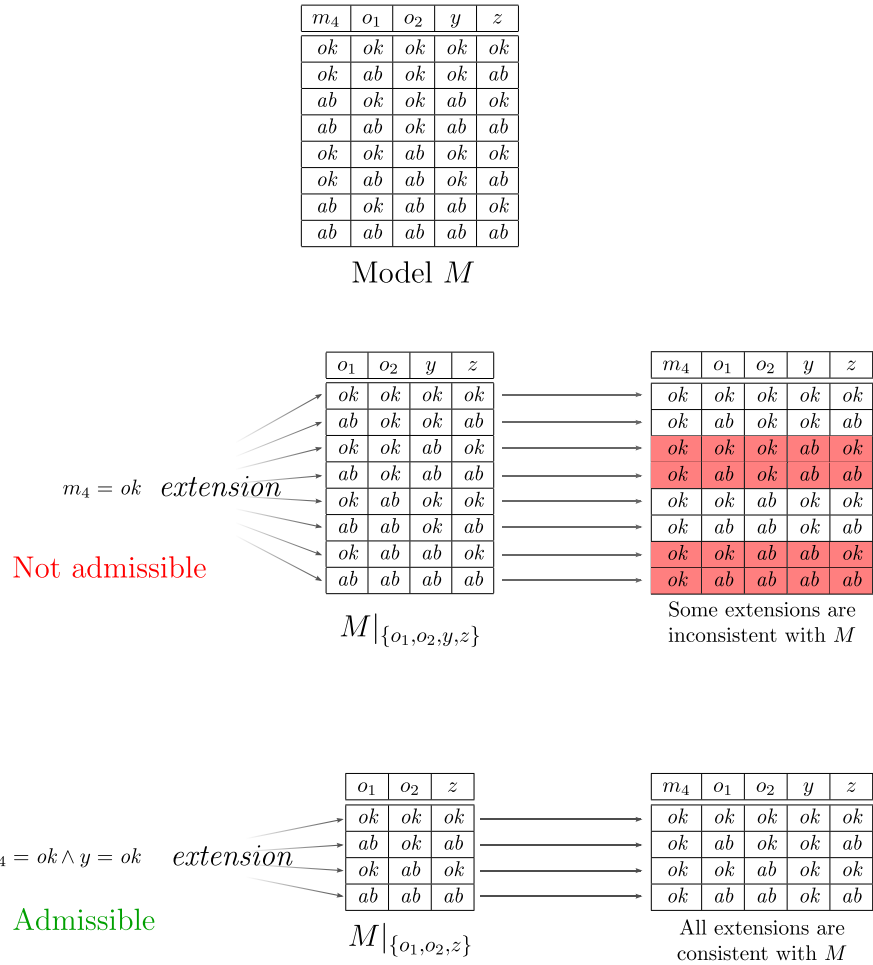 m₄ o₁ o₂ y z
ok ok ok ok ok
ok ab ok ok ab
ab ok ok ab ok
ab ab ok ab ab
ok ok ab ok ok
ok ab ab ok ab
ab ok ab ab ok
ab ab ab ab ab
Model M
m₄ = ok extension
Not admissible
o₁ o₂ y z
ok ok ok ok
ab ok ok ab
ok ok ab ok
ab ok ab ab
ok ab ok ok
ab ab ok ab
ok ab ab ok
ab ab ab ab
M|{o₁,o₂,y,z}
m₄ o₁ o₂ y z
ok ok ok ok ok
ok ab ok ok ab
ok ok ok ab ok
ok ab ok ab ab
ok ok ab ok ok
ok ab ab ok ab
ok ok ab ab ok
ok ab ab ab ab
Some extensions are
inconsistent with M
₄ = ok ∧ y = ok extension
Admissible
o₁ o₂ z
ok ok ok
ab ok ab
ok ab ok
ab ab ab
M|{o₁,o₂,z}
m₄ o₁ o₂ y z
ok ok ok ok ok
ok ab ok ok ab
ok ok ab ok ok
ok ab ab ok ab
All extensions are
consistent with M